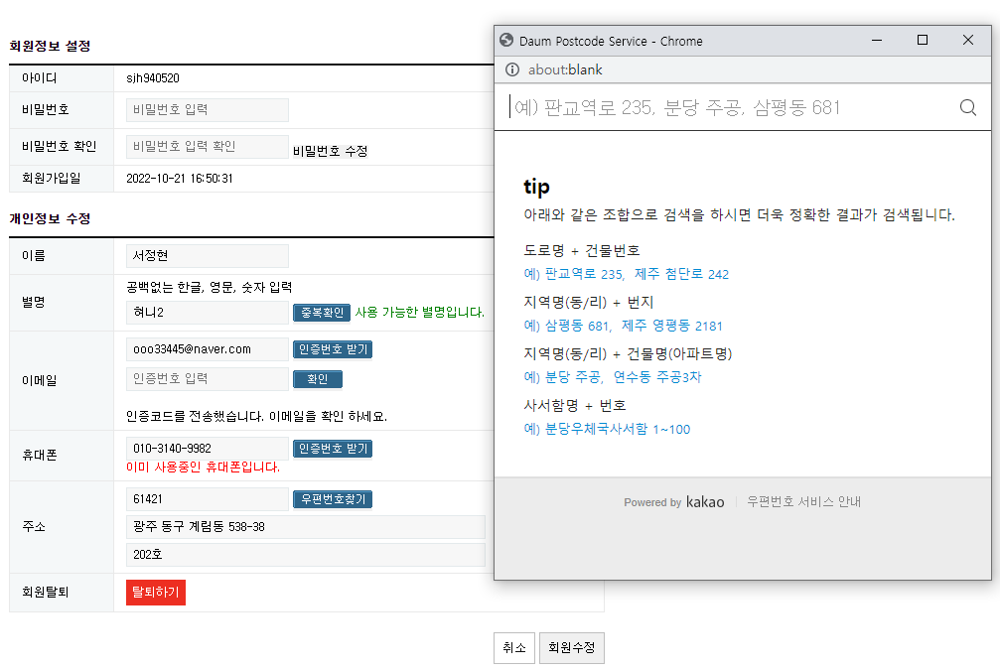 회원정보 설정
아이디 sjh940520
비밀번호 비밀번호 입력
비밀번호 확인 비밀번호 입력 확인 비밀번호 수정
회원가입일 2022-10-21 16:50:31
개인정보 수정
이름 서정현
별명 공백없는 한글, 영문, 숫자 입력
혀니2 중복확인 사용 가능한 별명입니다.
이메일 ooo33445@naver.com 인증번호 받기
인증번호 입력 확인
인증코드를 전송했습니다. 이메일을 확인 하세요.
휴대폰 010-3140-9982 인증번호 받기
이미 사용중인 휴대폰입니다.
주소 61421 우편번호찾기
광주 동구 계림동 538-38
202호
회원탈퇴 탈퇴하기
취소 회원수정
Daum Postcode Service - Chrome
about:blank
예) 판교역로 235, 분당 주공, 삼평동 681
tip
아래와 같은 조합으로 검색을 하시면 더욱 정확한 결과가 검색됩니다.
도로명 + 건물번호
예) 판교역로 235, 제주 첨단로 242
지역명(동/리) + 번지
예) 삼평동 681, 제주 영평동 2181
지역명(동/리) + 건물명(아파트명)
예) 분당 주공, 연수동 주공3차
사서함명 + 번호
예) 분당우체국사서함 1~100
Powered by kakao 우편번호 서비스 안내